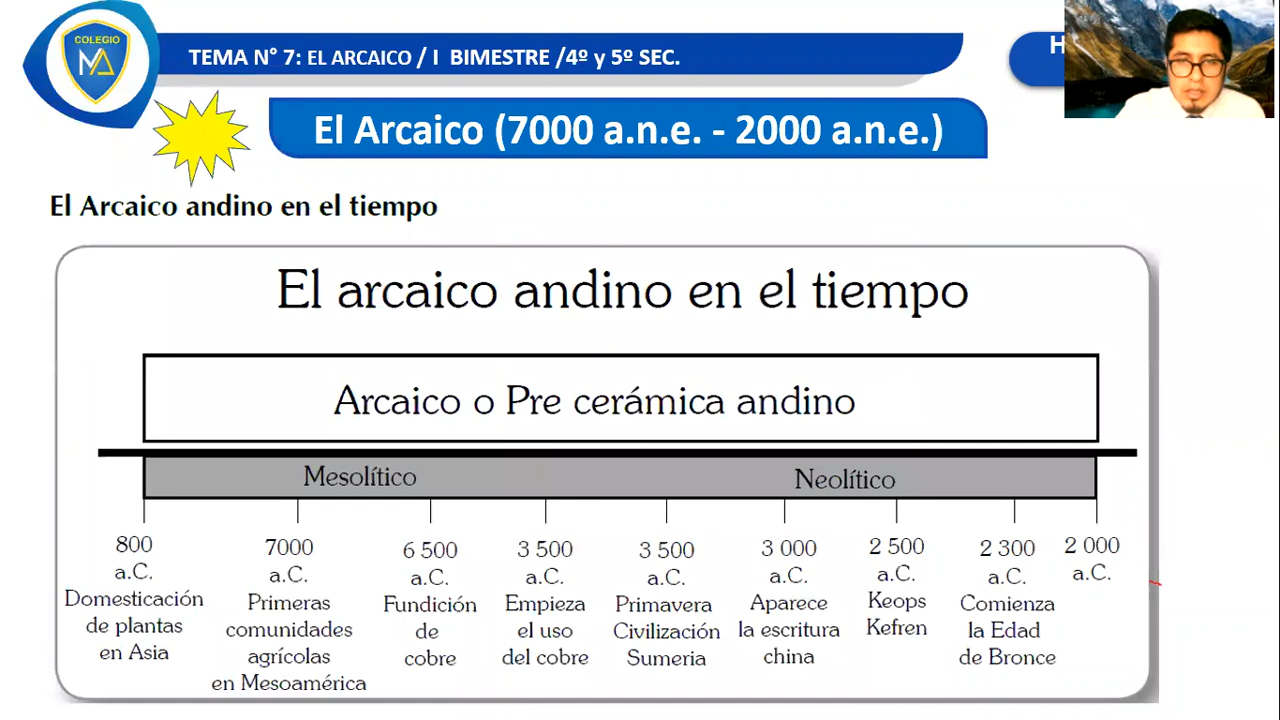 COLEGIO
MA
TEMA N° 7: EL ARCAICO / I BIMESTRE /4º y 5º SEC.
H
El Arcaico (7000 a.n.e. - 2000 a.n.e.)
El Arcaico andino en el tiempo
El arcaico andino en el tiempo
Arcaico o Pre cerámica andino
Mesolítico
Neolítico
800
a.C.
Domesticación
de plantas
en Asia
7000
a.C.
Primeras
comunidades
agrícolas
en Mesoamérica
6 500
a.C.
Fundición
de
cobre
3 500
a.C.
Empieza
el uso
del cobre
3 500
a.C.
Primavera
Civilización
Sumeria
3 000
a.C.
Aparece
la escritura
china
2 500
a.C.
Keops
Kefren
2 300
a.C.
Comienza
la Edad
de Bronce
2 000
a.C.